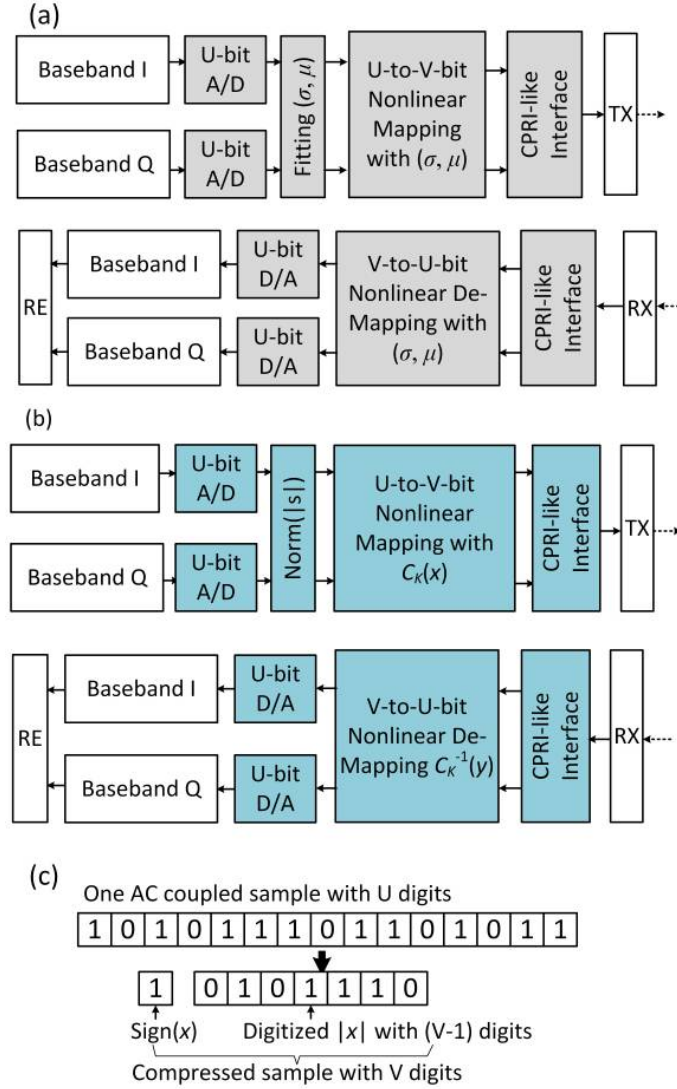 (a)
Baseband I
U-bit
A/D
Fitting (σ, μ)
U-to-V-bit
Nonlinear
Mapping
with (σ, μ)
CPRI-like
Interface
TX
Baseband Q
U-bit
A/D
RE
Baseband I
U-bit
D/A
V-to-U-bit
Nonlinear De-
Mapping with
(σ, μ)
CPRI-like
Interface
RX
Baseband Q
U-bit
D/A
(b)
Baseband I
U-bit
A/D
Norm(|s|)
U-to-V-bit
Nonlinear
Mapping with
C_K(x)
CPRI-like
Interface
TX
Baseband Q
U-bit
A/D
RE
Baseband I
U-bit
D/A
V-to-U-bit
Nonlinear De-
Mapping C_K^-1(y)
CPRI-like
Interface
RX
Baseband Q
U-bit
D/A
(c)
One AC coupled sample with U digits
1 0 1 0 1 1 1 0 1 1 0 1 0 1 1
1 0 1 0 1 1 1 0
Sign(x) Digitized |x| with (V-1) digits
Compressed sample with V digits